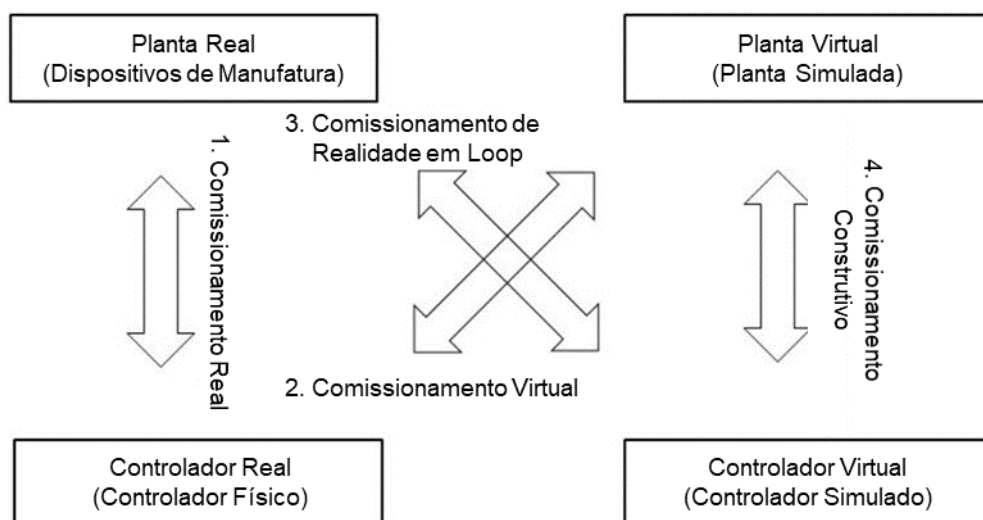 Planta Real
(Dispositivos de Manufatura)
Planta Virtual
(Planta Simulada)
1. Comissionamento Real
3. Comissionamento de
Realidade em Loop
4. Comissionamento
Construtivo
2. Comissionamento Virtual
Controlador Real
(Controlador Físico)
Controlador Virtual
(Controlador Simulado)